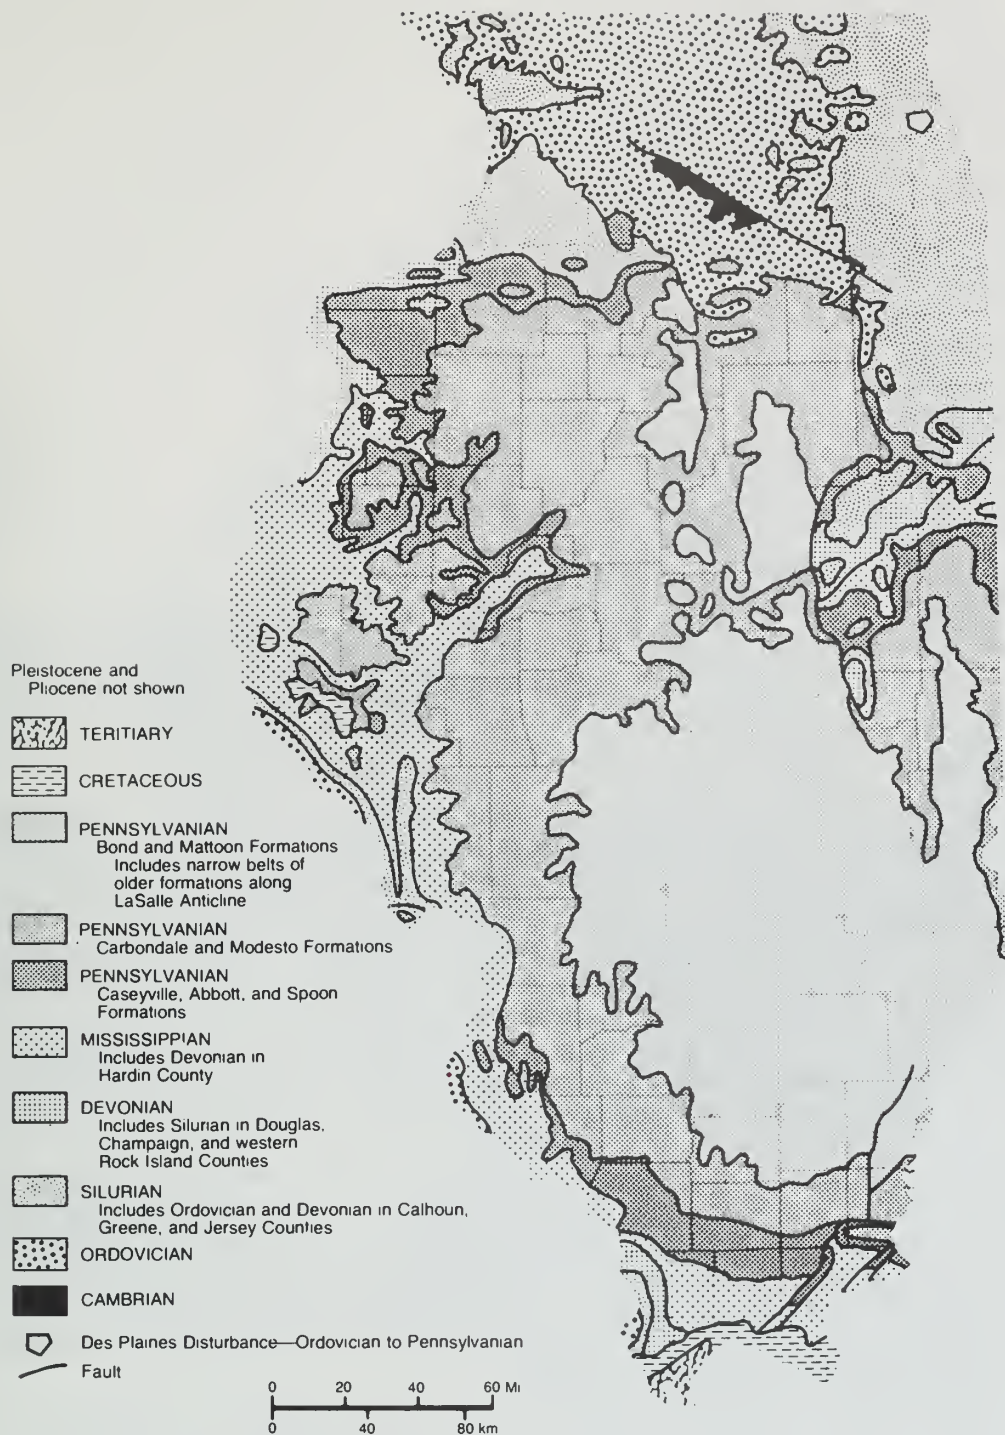 Pleistocene and
Pliocene not shown
TERITIARY
CRETACEOUS
PENNSYLVANIAN
Bond and Mattoon Formations
Includes narrow belts of
older formations along
LaSalle Anticline
PENNSYLVANIAN
Carbondale and Modesto Formations
PENNSYLVANIAN
Caseyville, Abbott, and Spoon
Formations
MISSISSIPPIAN
Includes Devonian in
Hardin County
DEVONIAN
Includes Silurian in Douglas,
Champaign, and western
Rock Island Counties
SILURIAN
Includes Ordovician and Devonian in Calhoun,
Greene, and Jersey Counties
ORDOVICIAN
CAMBRIAN
Des Plaines Disturbance—Ordovician to Pennsylvanian
Fault
0 20 40 60 Mi
0 40 80 km